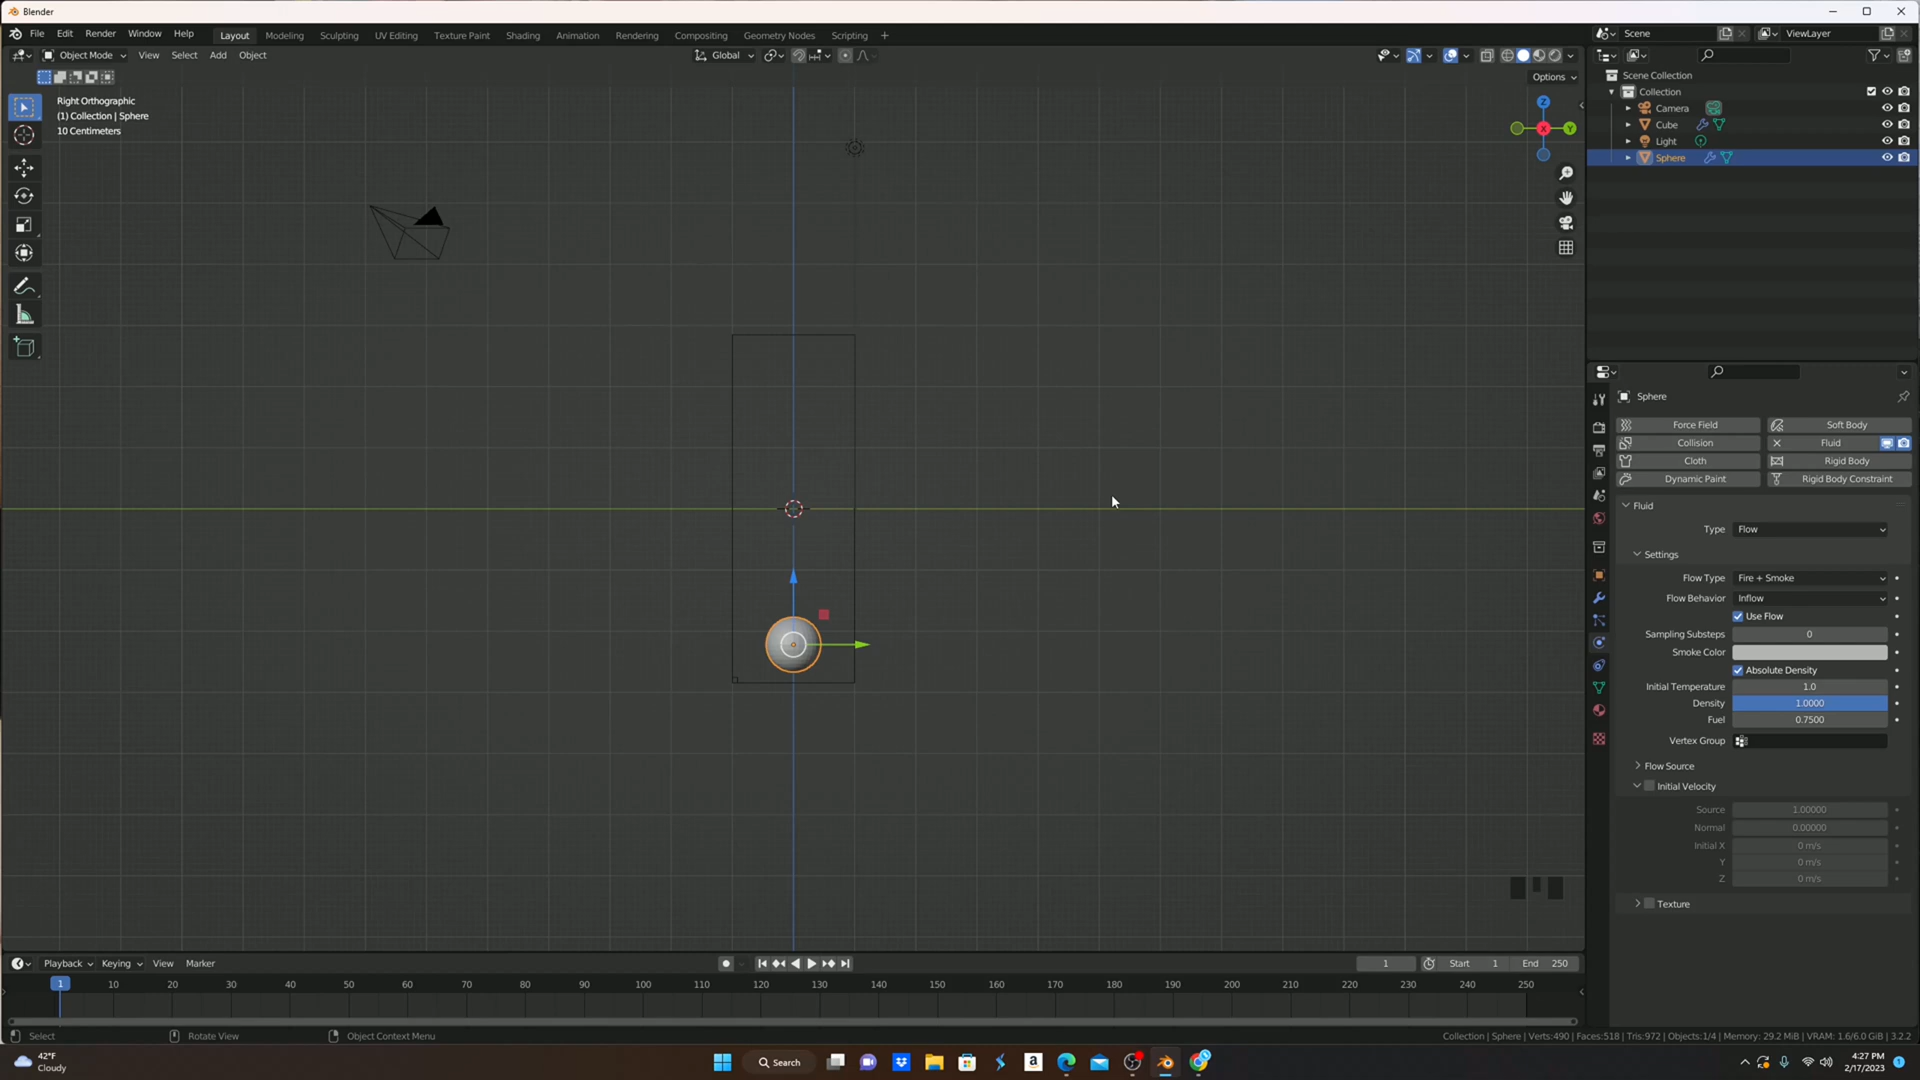 Blender
File Edit Render Window Help Layout Modeling Sculpting UV Editing Texture Paint Shading Animation Rendering Compositing Geometry Nodes Scripting + Scene ViewLayer
Object Mode View Select Add Object Global
Options
Right Orthographic
(1) Collection | Sphere
10 Centimeters
Z
X
Y
Scene Collection
Collection
Camera
Cube
Light
Sphere
Sphere
Force Field Soft Body
Collision Fluid
Cloth Rigid Body
Dynamic Paint Rigid Body Constraint
Fluid
Type Flow
Settings
Flow Type Fire + Smoke
Flow Behavior Inflow
Use Flow
Sampling Substeps 0
Smoke Color
Absolute Density
Initial Temperature 1.0
Density 1.0000
Fuel 0.7500
Vertex Group
Flow Source
Initial Velocity
Source 1.00000
Normal 0.00000
Initial X 0 m/s
Y 0 m/s
Z 0 m/s
Texture
Playback Keying View Marker 1 Start 1 End 250
1 10 20 30 40 50 60 70 80 90 100 110 120 130 140 150 160 170 180 190 200 210 220 230 240 250
Select Rotate View Object Context Menu Collection | Sphere | Verts:490 | Faces:518 | Tris:972 | Objects:1/4 | Memory: 29.2 MiB | VRAM: 1.6/6.0 GiB | 3.2.2
42°F
Cloudy
Search
4:27 PM
2/17/2023